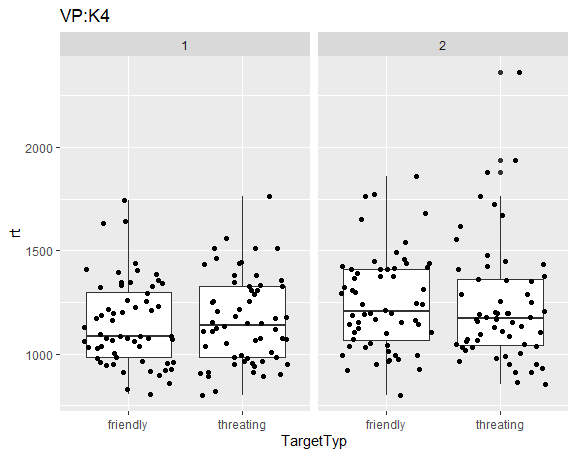 VP:K4
1
2
rt
2000
1500
1000
friendly
threating
friendly
threating
TargetTyp